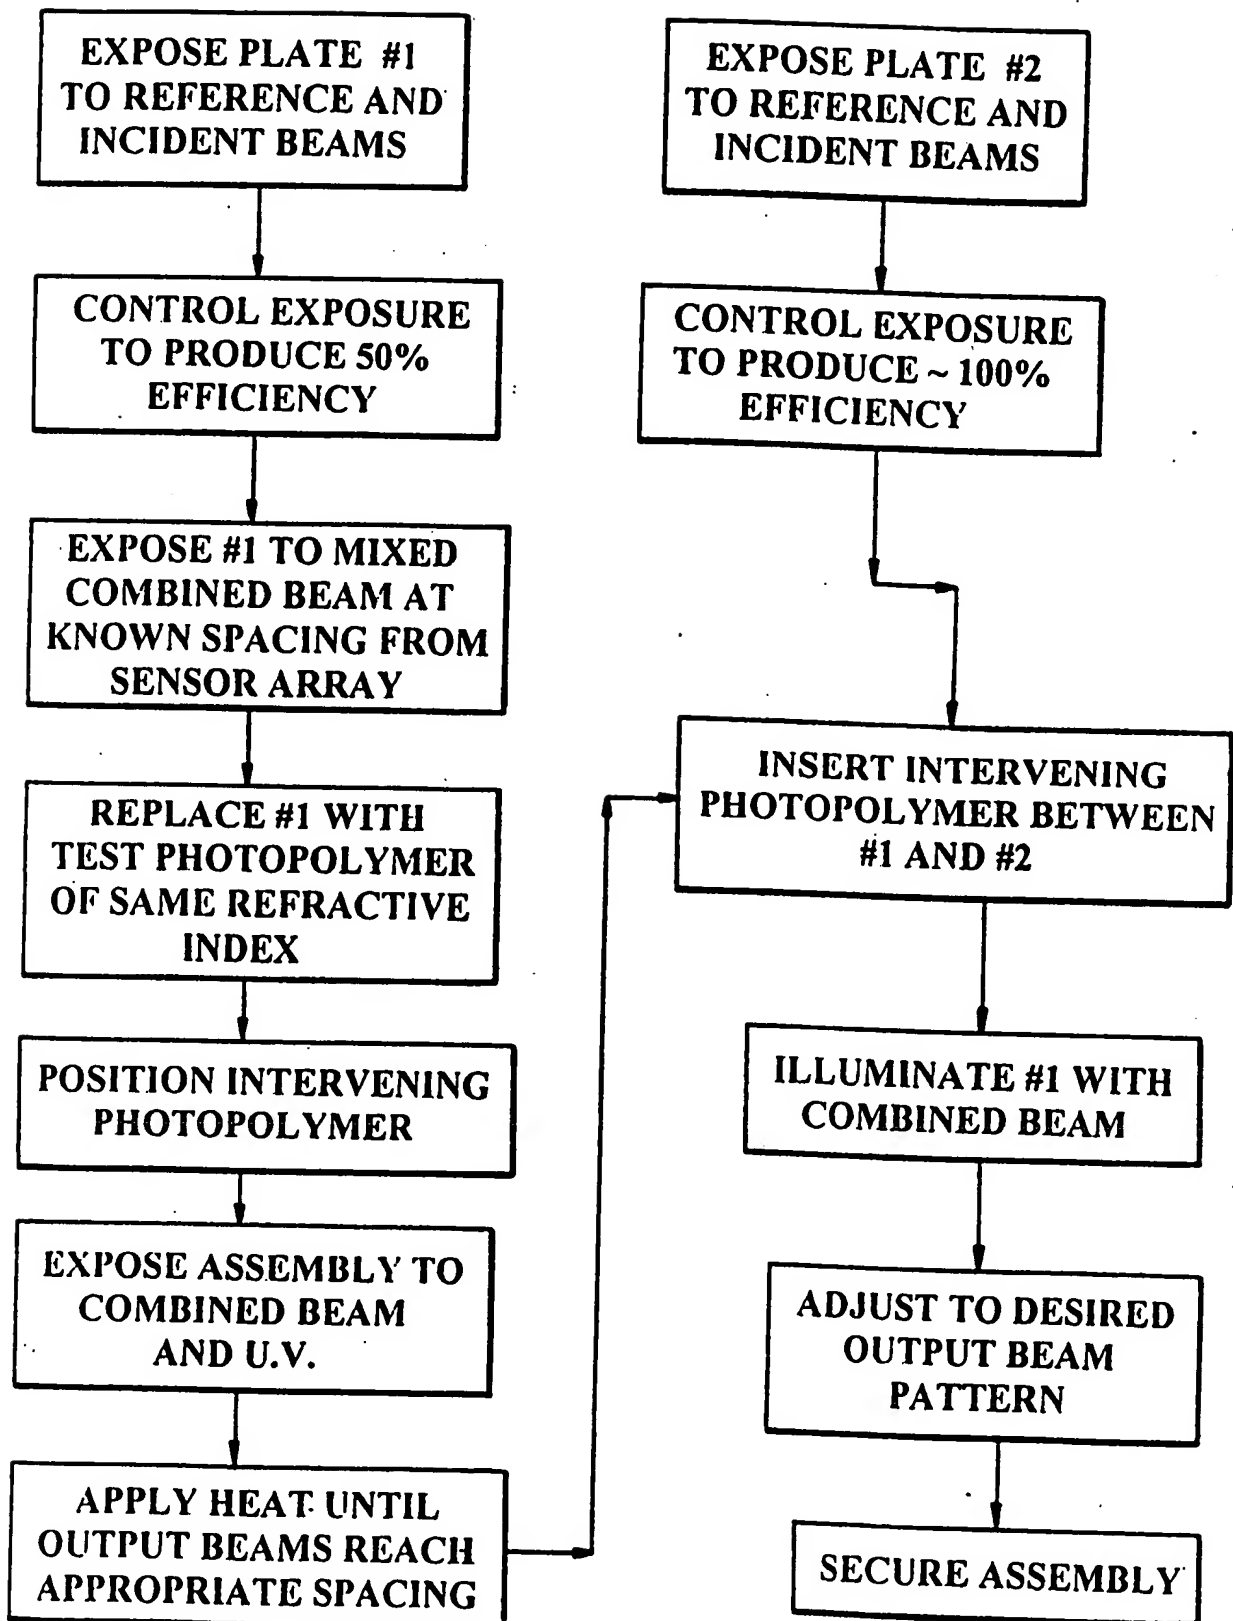 EXPOSE PLATE #1
TO REFERENCE AND
INCIDENT BEAMS
CONTROL EXPOSURE
TO PRODUCE 50%
EFFICIENCY
EXPOSE #1 TO MIXED
COMBINED BEAM AT
KNOWN SPACING FROM
SENSOR ARRAY
REPLACE #1 WITH
TEST PHOTOPOLYMER
OF SAME REFRACTIVE
INDEX
POSITION INTERVENING
PHOTOPOLYMER
EXPOSE ASSEMBLY TO
COMBINED BEAM
AND U.V.
APPLY HEAT UNTIL
OUTPUT BEAMS REACH
APPROPRIATE SPACING
EXPOSE PLATE #2
TO REFERENCE AND
INCIDENT BEAMS
CONTROL EXPOSURE
TO PRODUCE ~ 100%
EFFICIENCY
INSERT INTERVENING
PHOTOPOLYMER BETWEEN
#1 AND #2
ILLUMINATE #1 WITH
COMBINED BEAM
ADJUST TO DESIRED
OUTPUT BEAM
PATTERN
SECURE ASSEMBLY